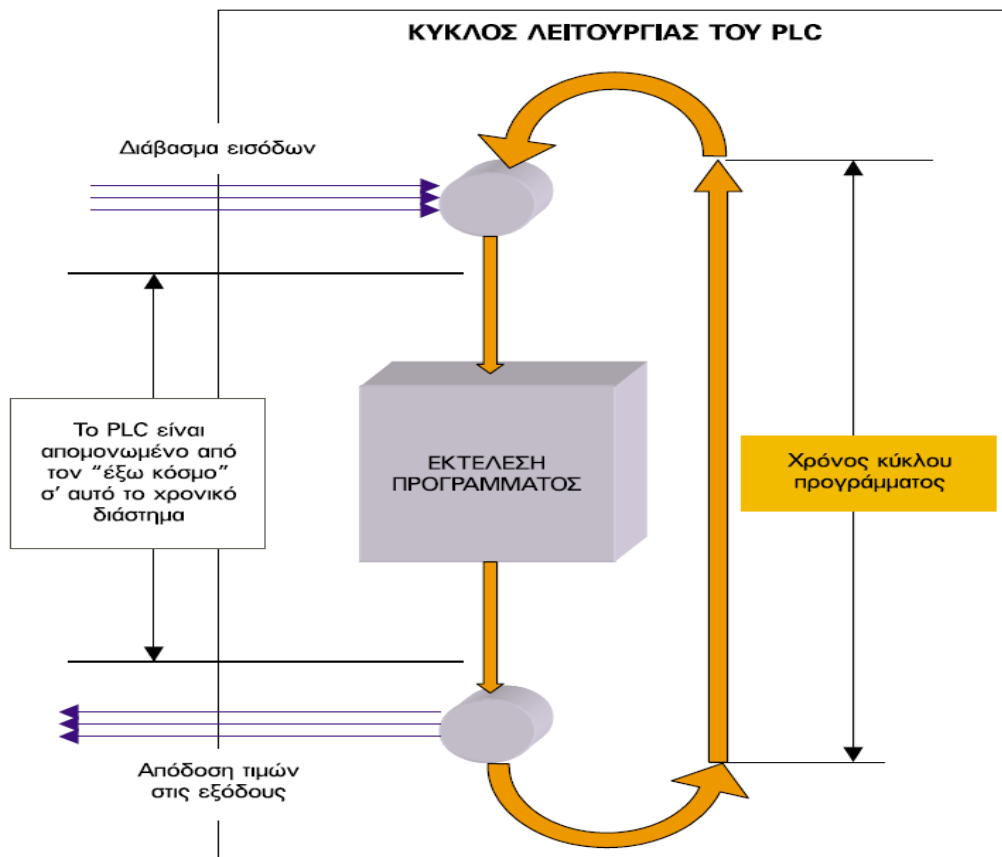 ΚΥΚΛΟΣ ΛΕΙΤΟΥΡΓΙΑΣ ΤΟΥ PLC
Διάβασμα εισόδων
Το PLC είναι
απομονωμένο από
τον “έξω κόσμο”
σ’ αυτό το χρονικό
διάστημα
ΕΚΤΕΛΕΣΗ
ΠΡΟΓΡΑΜΜΑΤΟΣ
Χρόνος κύκλου
προγράμματος
Απόδοση τιμών
στις εξόδους